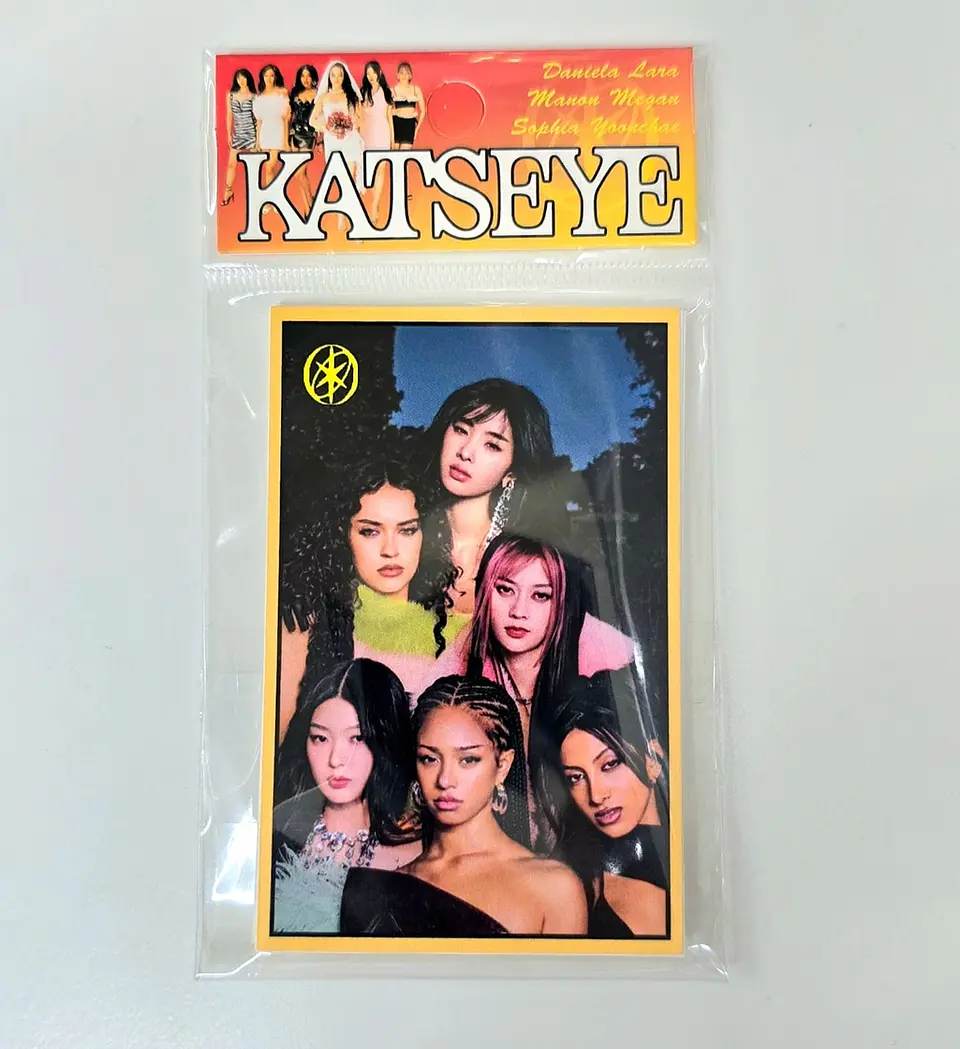 Daniela Lara
Manon Megan
Sophia Yoonchae
KATSEYE